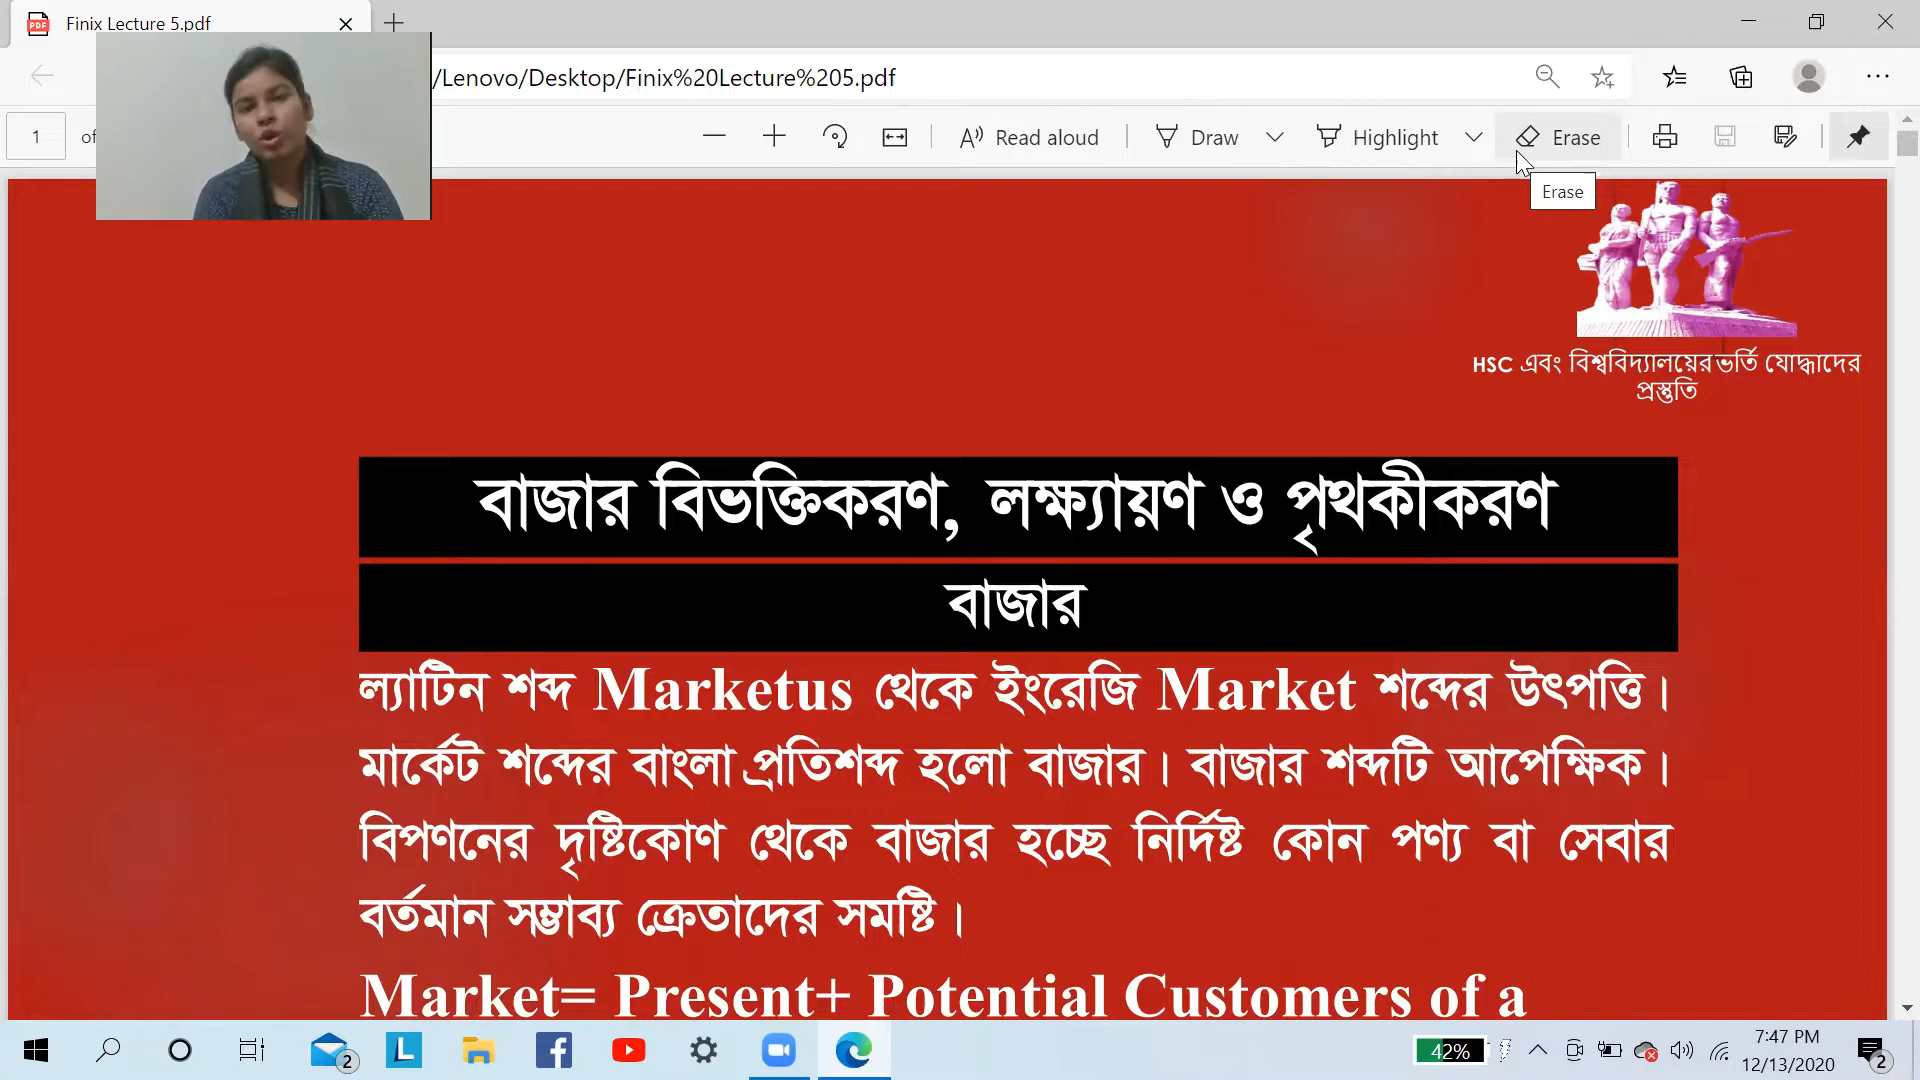 Finix Lecture 5.pdf
/Lenovo/Desktop/Finix%20Lecture%205.pdf
1 of
Read aloud
Draw
Highlight
Erase
Erase
HSC এবং বিশ্ববিদ্যালয়ের ভর্তি যোদ্ধাদের
প্রস্তুতি
বাজার বিভক্তিকরণ, লক্ষ্যায়ণ ও পৃথকীকরণ
বাজার
ল্যাটিন শব্দ Marketus থেকে ইংরেজি Market শব্দের উৎপত্তি।
মার্কেট শব্দের বাংলা প্রতিশব্দ হলো বাজার। বাজার শব্দটি আপেক্ষিক।
বিপণনের দৃষ্টিকোণ থেকে বাজার হচ্ছে নির্দিষ্ট কোন পণ্য বা সেবার
বর্তমান সম্ভাব্য ক্রেতাদের সমষ্টি।
Market= Present+ Potential Customers of a
2
L
42%
7:47 PM
12/13/2020
2